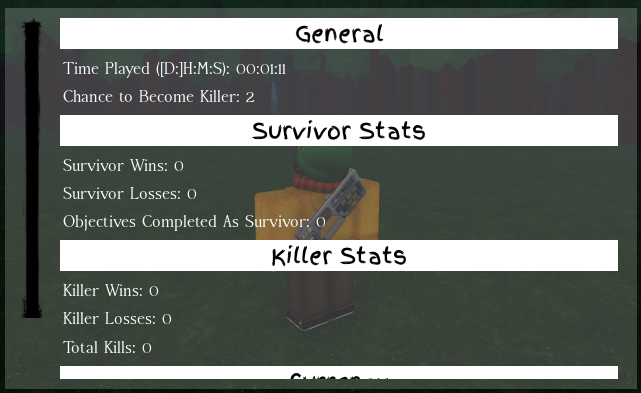 General
Time Played ([D:]H:M:S): 00:01:11
Chance to Become Killer: 2
Survivor Stats
Survivor Wins: 0
Survivor Losses: 0
Objectives Completed As Survivor: 0
Killer Stats
Killer Wins: 0
Killer Losses: 0
Total Kills: 0